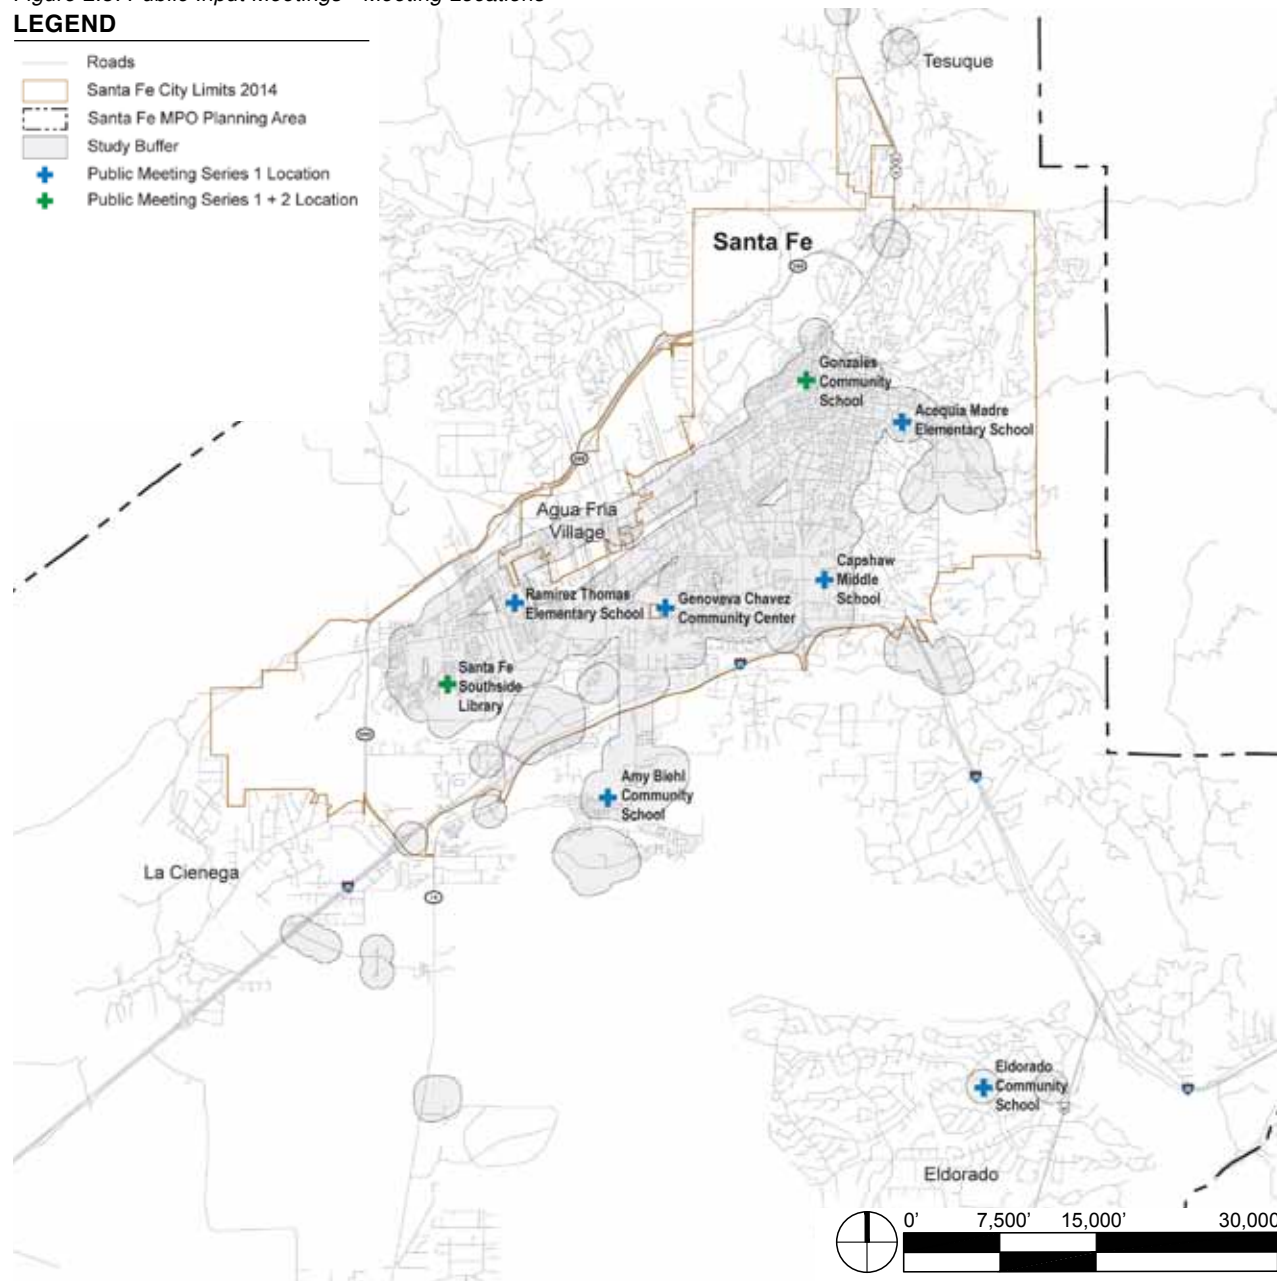 LEGEND
Roads
Santa Fe City Limits 2014
Santa Fe MPO Planning Area
Study Buffer
Public Meeting Series 1 Location
Public Meeting Series 1 + 2 Location
Tesuque
Santa Fe
Gonzales
Community
School
Acequia Madre
Elementary School
Agua Fria
Village
Capshaw
Middle
School
Ramirez Thomas
Elementary School
Genoveva Chavez
Community Center
Santa Fe
Southside
Library
Amy Biehl
Community
School
La Cienega
14
Eldorado
Community
School
Eldorado
0' 7,500' 15,000' 30,000